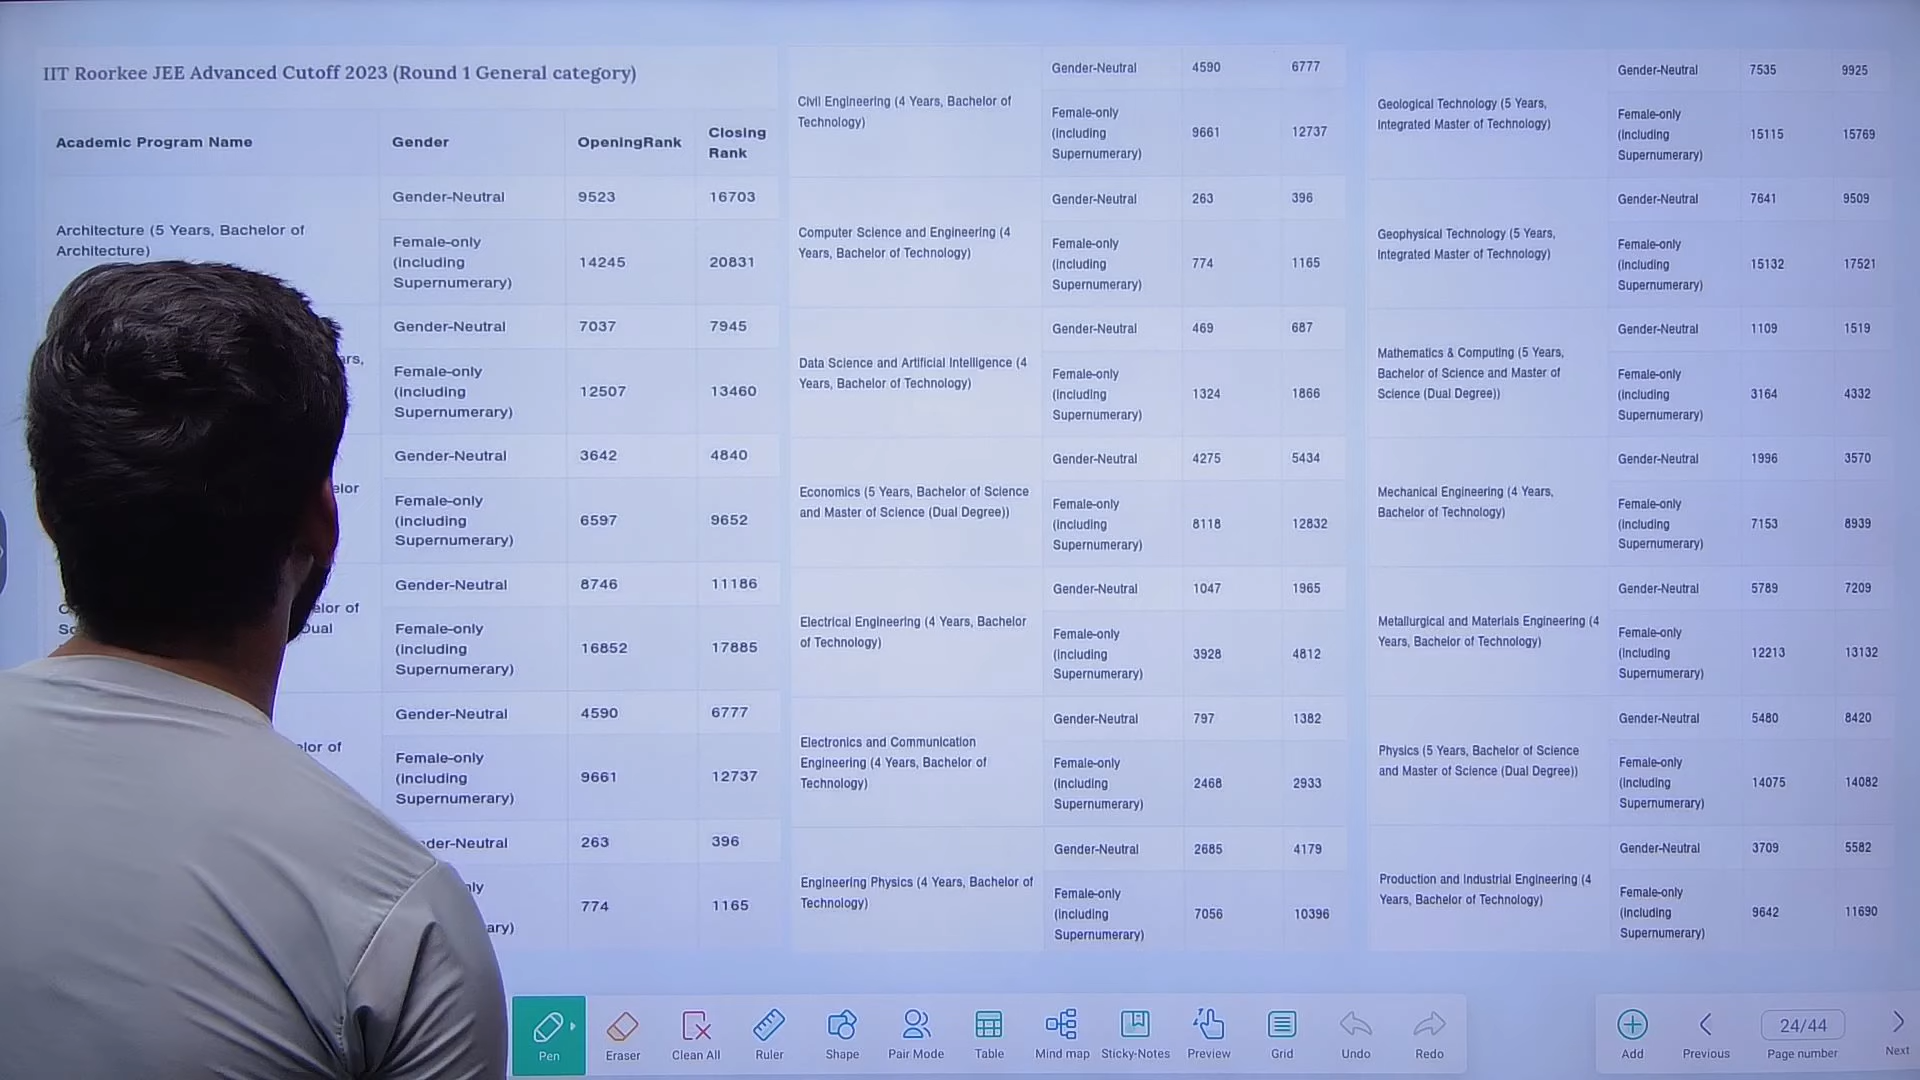 IIT Roorkee JEE Advanced Cutoff 2023 (Round 1 General category)
Academic Program Name
Gender
OpeningRank
Closing
Rank
Architecture (5 Years, Bachelor of
Architecture)
Gender-Neutral 9523 16703
Female-only
(including
Supernumerary)
14245 20831
Gender-Neutral 7037 7945
Female-only
(including
Supernumerary)
12507 13460
Gender-Neutral 3642 4840
Female-only
(including
Supernumerary)
6597 9652
Gender-Neutral 8746 11186
of
Female-only
(including
Supernumerary)
16852 17885
Gender-Neutral 4590 6777
of
Female-only
(including
Supernumerary)
9661 12737
263 396
774 1165
Civil Engineering (4 Years, Bachelor of
Technology)
Gender-Neutral 4590 6777
Female-only
(including
Supernumerary)
9661 12737
Computer Science and Engineering (4
Years, Bachelor of Technology)
Gender-Neutral 263 396
Female-only
(including
Supernumerary)
774 1165
Data Science and Artificial Intelligence (4
Years, Bachelor of Technology)
Gender-Neutral 469 687
Female-only
(including
Supernumerary)
1324 1866
Economics (5 Years, Bachelor of Science
and Master of Science (Dual Degree))
Gender-Neutral 4275 5434
Female-only
(including
Supernumerary)
8118 12832
Electrical Engineering (4 Years, Bachelor
of Technology)
Gender-Neutral 1047 1965
Female-only
(including
Supernumerary)
3928 4812
Electronics and Communication
Engineering (4 Years, Bachelor of
Technology)
Gender-Neutral 797 1382
Female-only
(including
Supernumerary)
2468 2933
Engineering Physics (4 Years, Bachelor of
Technology)
Gender-Neutral 2685 4179
Female-only
(including
Supernumerary)
7056 10396
Geological Technology (5 Years,
Integrated Master of Technology)
Gender-Neutral 7535 9925
Female-only
(including
Supernumerary)
15115 15769
Geophysical Technology (5 Years,
Integrated Master of Technology)
Gender-Neutral 7641 9509
Female-only
(including
Supernumerary)
15132 17521
Mathematics & Computing (5 Years,
Bachelor of Science and Master of
Science (Dual Degree))
Gender-Neutral 1109 1519
Female-only
(including
Supernumerary)
3164 4332
Mechanical Engineering (4 Years,
Bachelor of Technology)
Gender-Neutral 1996 3570
Female-only
(including
Supernumerary)
7153 8939
Metallurgical and Materials Engineering (4
Years, Bachelor of Technology)
Gender-Neutral 5789 7209
Female-only
(including
Supernumerary)
12213 13132
Physics (5 Years, Bachelor of Science
and Master of Science (Dual Degree))
Gender-Neutral 5480 8420
Female-only
(including
Supernumerary)
14075 14082
Production and Industrial Engineering (4
Years, Bachelor of Technology)
Gender-Neutral 3709 5582
Female-only
(including
Supernumerary)
9642 11690
Pen
Eraser
Clean All
Ruler
Shape
Pair Mode
Table
Mind map
Sticky-Notes
Preview
Grid
Undo
Redo
Add
Previous
24/44
Page number
Next